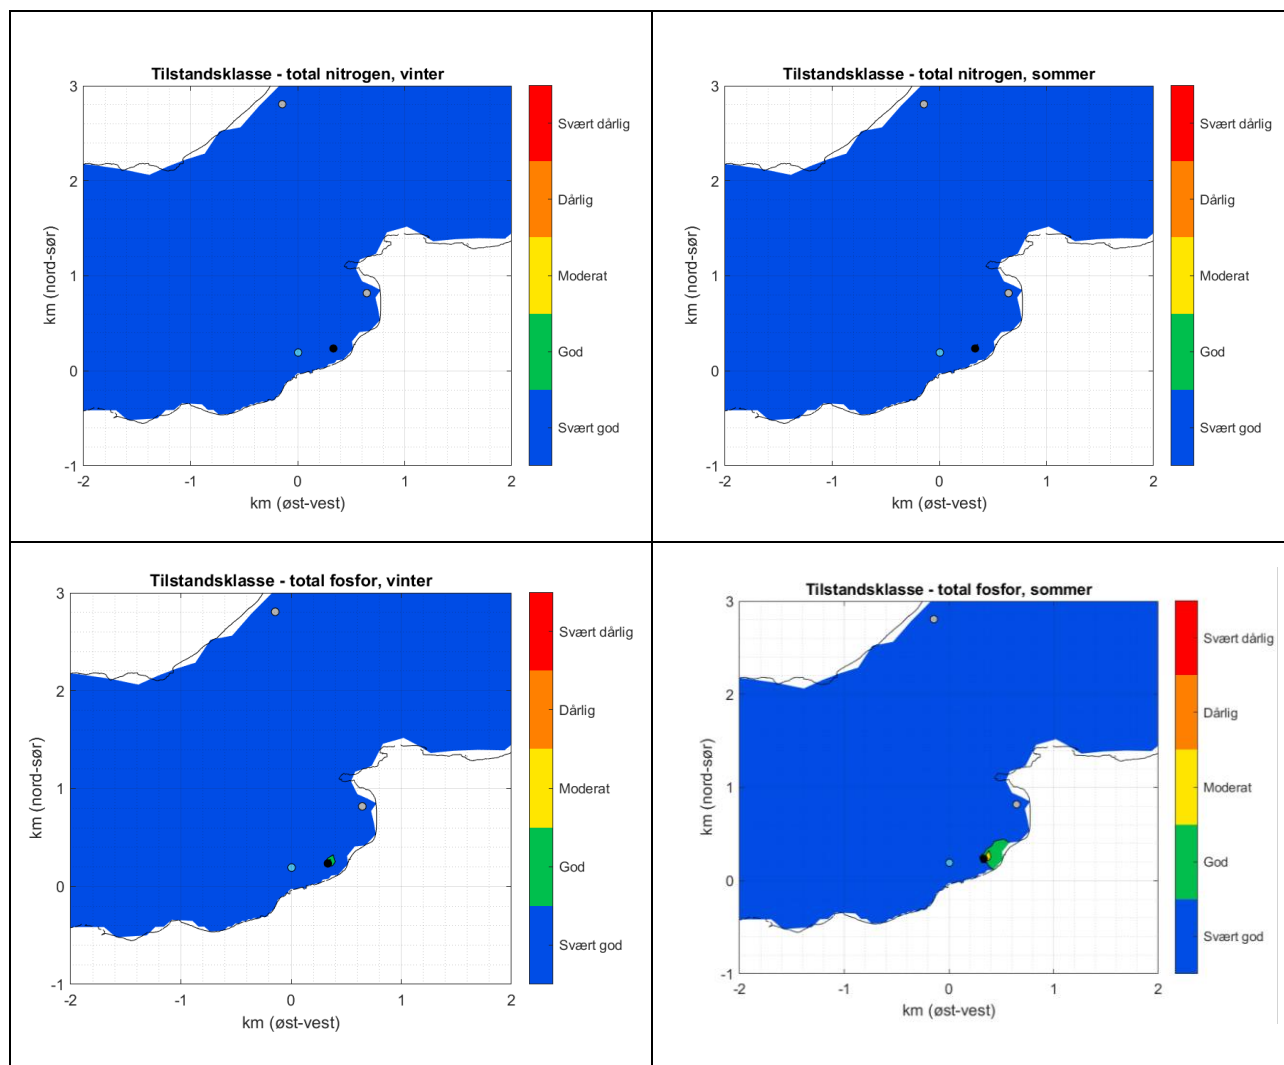 Tilstandsklasse - total nitrogen, vinter
3
2
1
0
-1
-2
-1
0
1
2
km (nord-sør)
km (øst-vest)
Svært dårlig
Dårlig
Moderat
God
Svært god
Tilstandsklasse - total nitrogen, sommer
3
2
1
0
-1
-2
-1
0
1
2
km (nord-sør)
km (øst-vest)
Svært dårlig
Dårlig
Moderat
God
Svært god
Tilstandsklasse - total fosfor, vinter
3
2
1
0
-1
-2
-1
0
1
2
km (nord-sør)
km (øst-vest)
Svært dårlig
Dårlig
Moderat
God
Svært god
Tilstandsklasse - total fosfor, sommer
3
2
1
0
-1
-2
-1
0
1
2
km (nord-sør)
km (øst-vest)
Svært dårlig
Dårlig
Moderat
God
Svært god